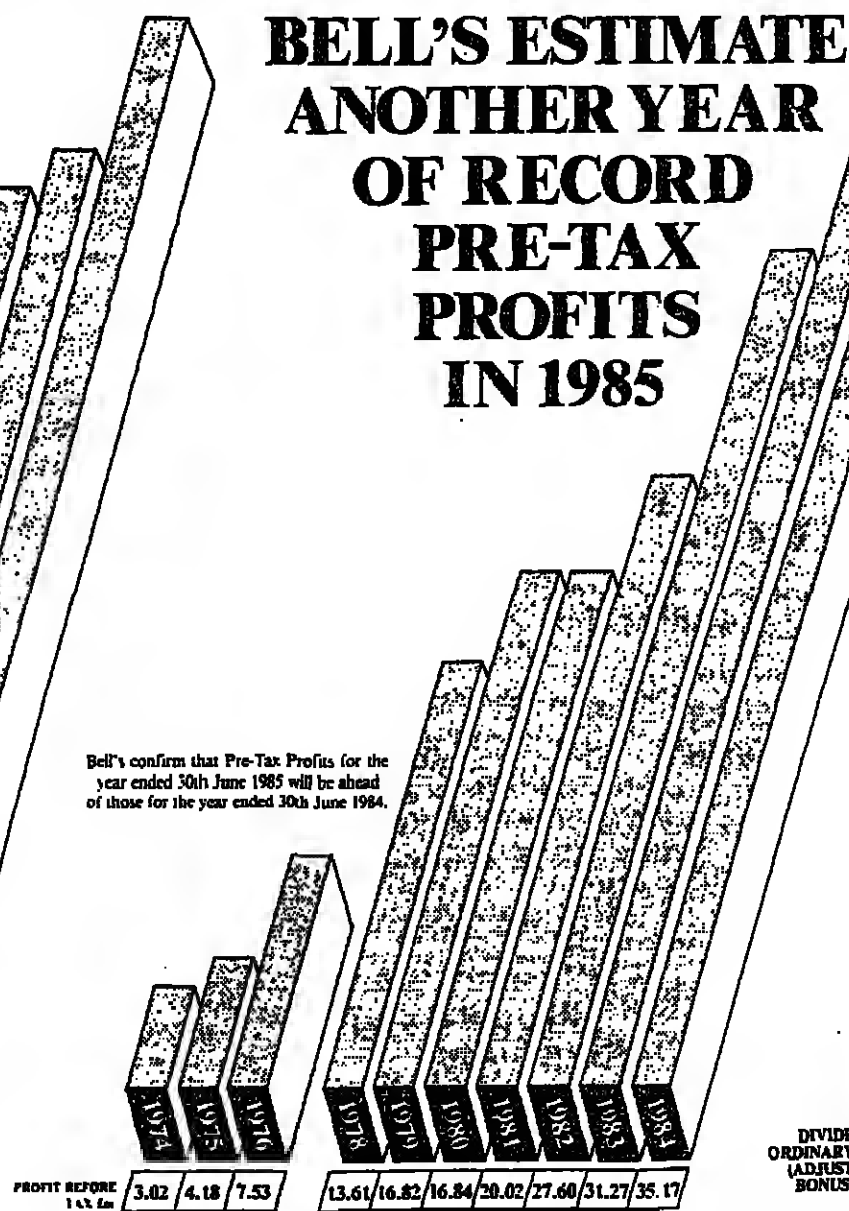 BELL'S ESTIMATE
ANOTHER YEAR
OF RECORD
PRE-TAX
PROFITS
IN 1985
Bell's confirm that Pre-Tax Profits for the
year ended 30th June 1985 will be ahead
of those for the year ended 30th June 1984.
1974 1975 1976 1978 1979 1980 1981 1982 1983 1984
PROFIT BEFORE
TAX £m
3.02 4.18 7.53 13.61 16.82 16.84 20.02 27.60 31.27 35.17
DIVIDE
ORDINARY
(ADJUST
BONUS